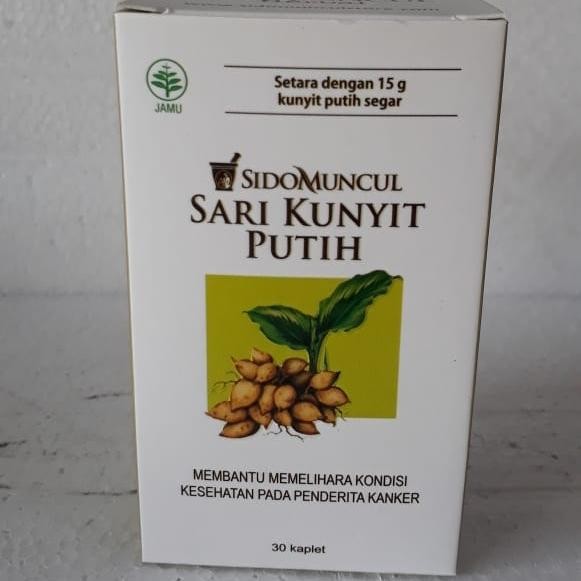 JAMU
Setara dengan 15 g
kunyit putih segar
SIDOMUNCUL
SARI KUNYIT
PUTIH
MEMBANTU MEMELIHARA KONDISI
KESEHATAN PADA PENDERITA KANKER
30 kaplet